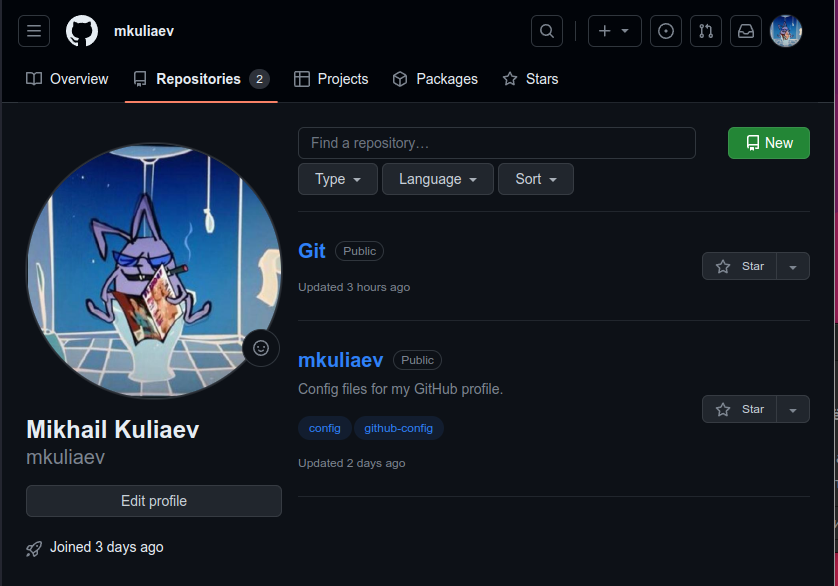 mkuliaev
Overview
Repositories 2
Projects
Packages
Stars
Find a repository…
New
Type
Language
Sort
Git Public
Star
Updated 3 hours ago
mkuliaev Public
Config files for my GitHub profile.
Star
config github-config
Updated 2 days ago
Mikhail Kuliaev
mkuliaev
Edit profile
Joined 3 days ago